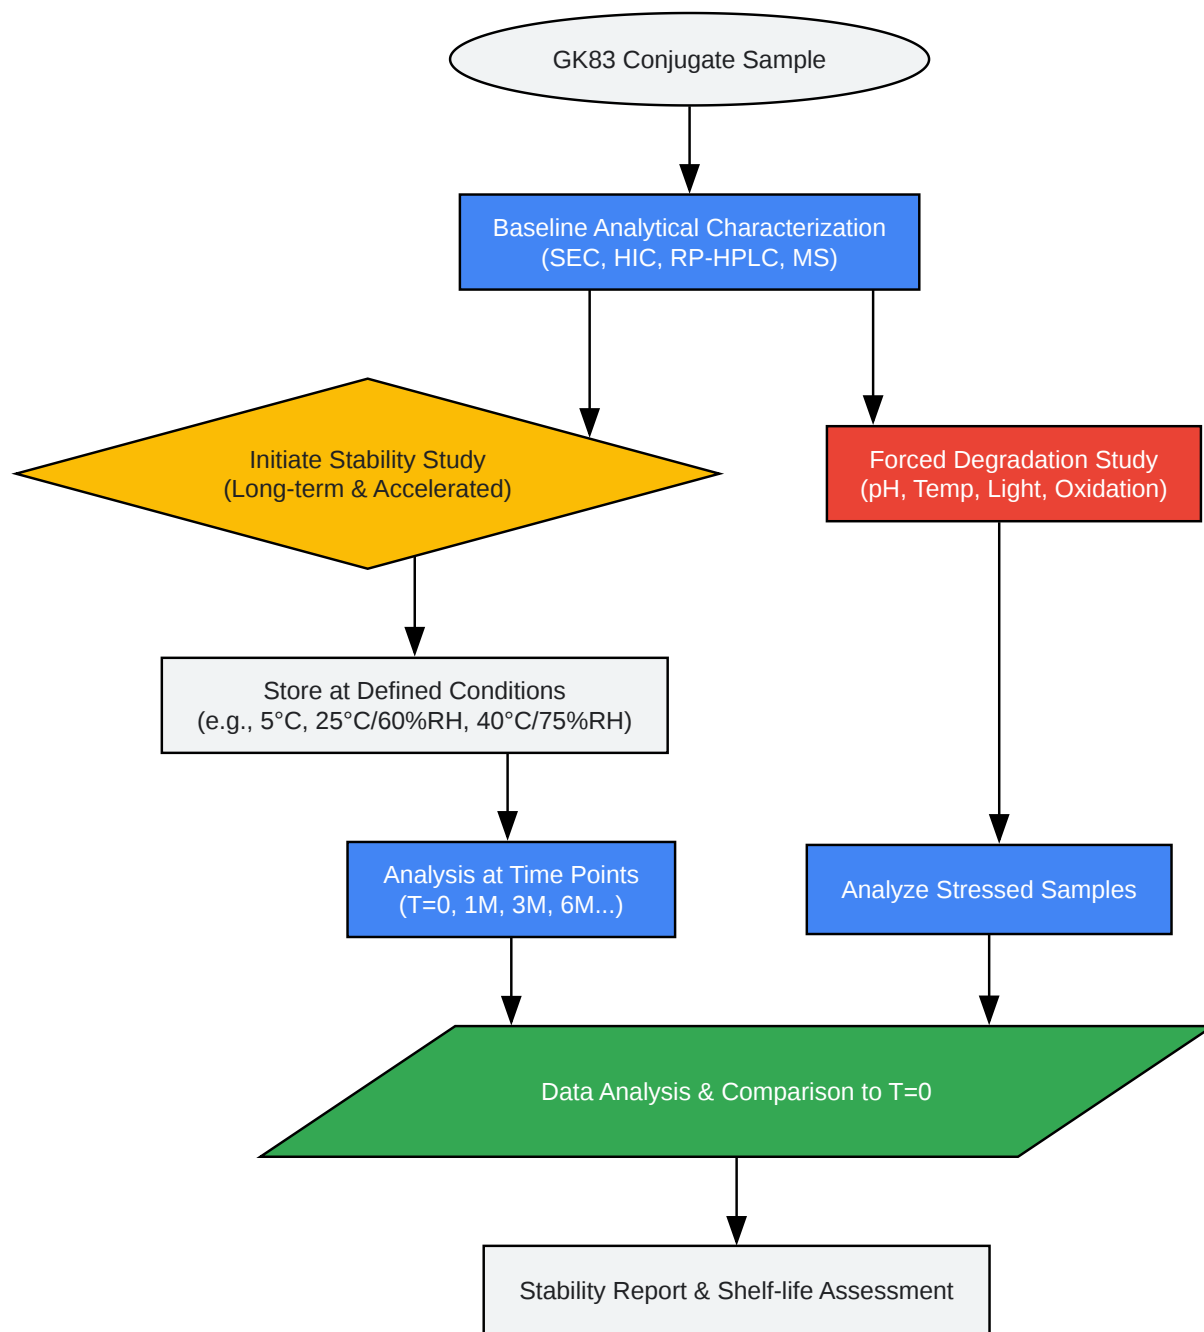 GK83 Conjugate Sample
Baseline Analytical Characterization
(SEC, HIC, RP-HPLC, MS)
Initiate Stability Study
(Long-term & Accelerated)
Forced Degradation Study
(pH, Temp, Light, Oxidation)
Store at Defined Conditions
(e.g., 5°C, 25°C/60%RH, 40°C/75%RH)
Analysis at Time Points
(T=0, 1M, 3M, 6M...)
Analyze Stressed Samples
Data Analysis & Comparison to T=0
Stability Report & Shelf-life Assessment